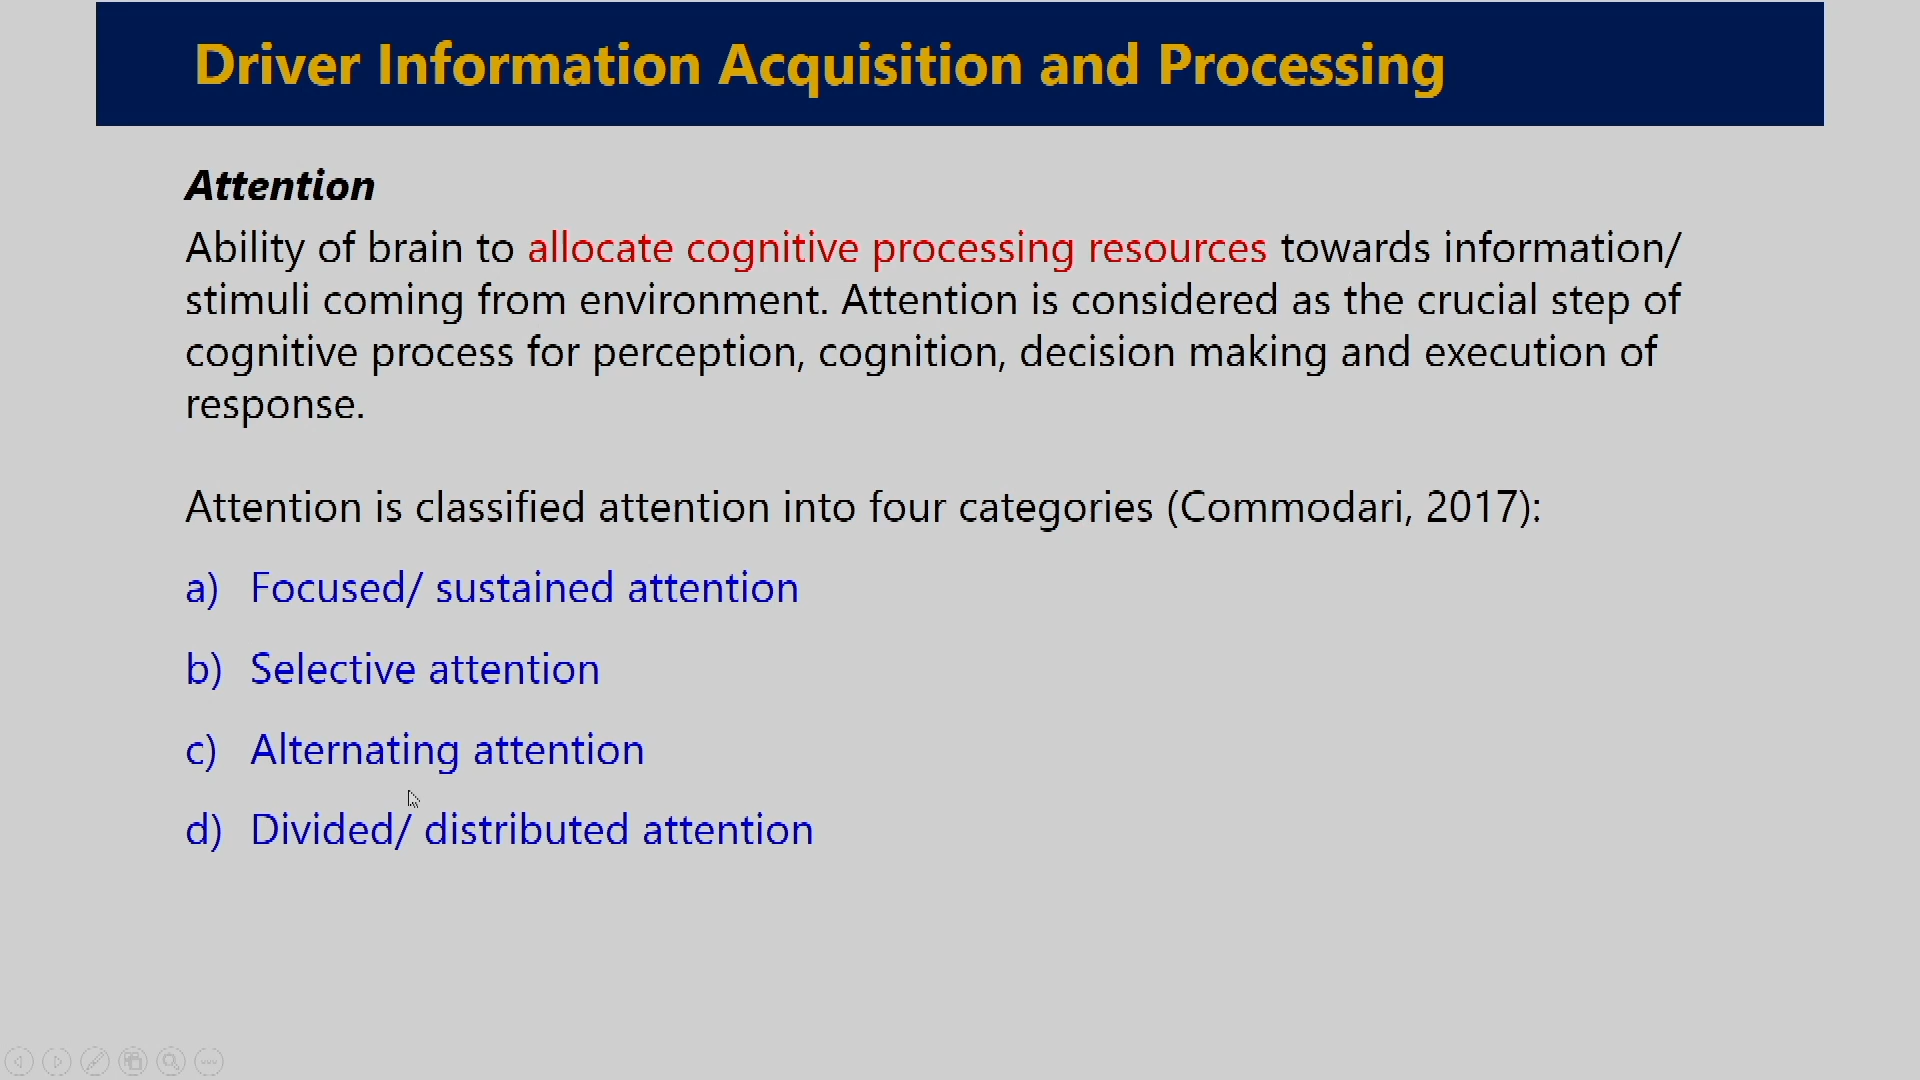 Driver Information Acquisition and Processing
Attention
Ability of brain to allocate cognitive processing resources towards information/
stimuli coming from environment. Attention is considered as the crucial step of
cognitive process for perception, cognition, decision making and execution of
response.
Attention is classified attention into four categories (Commodari, 2017):
a) Focused/ sustained attention
b) Selective attention
c) Alternating attention
d) Divided/ distributed attention